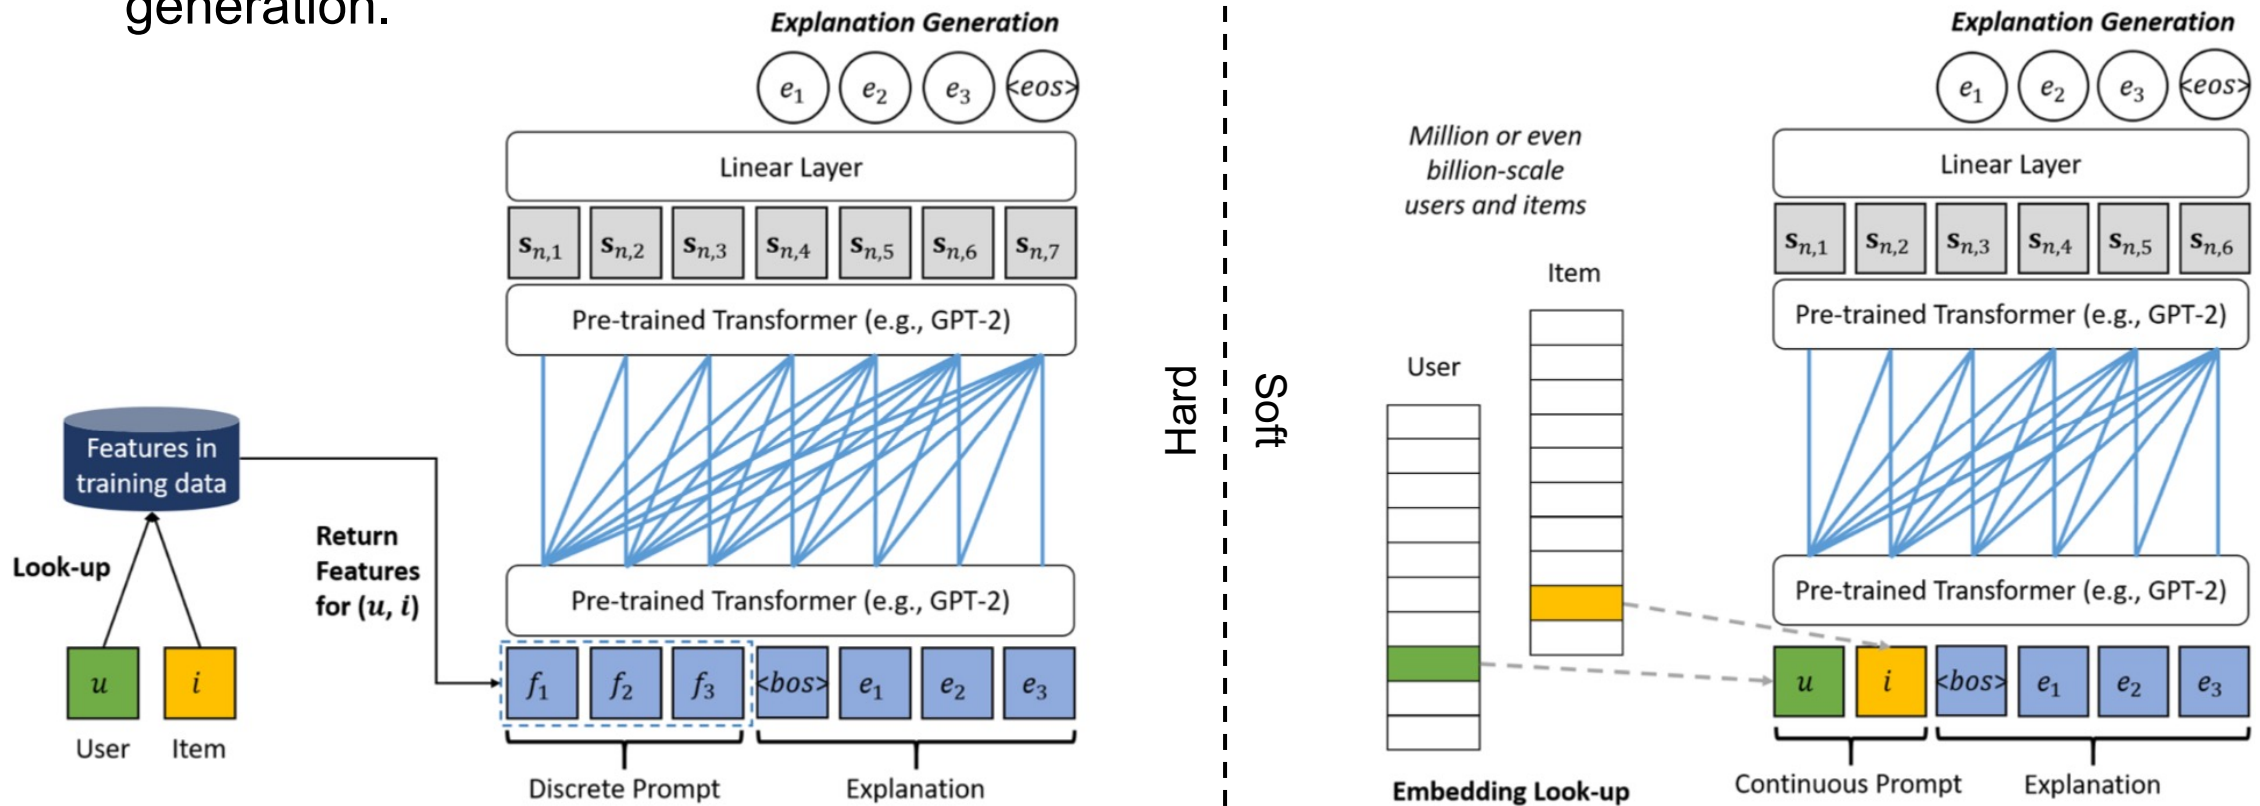 generation.
Explanation Generation
e1 e2 e3 <eos>
Linear Layer
sn,1 sn,2 sn,3 sn,4 sn,5 sn,6 sn,7
Pre-trained Transformer (e.g., GPT-2)
Features in
training data
Return
Features
for (u, i)
Look-up
Pre-trained Transformer (e.g., GPT-2)
u i
User Item
f1 f2 f3 <bos> e1 e2 e3
Discrete Prompt Explanation
Hard
Soft
Explanation Generation
e1 e2 e3 <eos>
Million or even
billion-scale
users and items
Linear Layer
sn,1 sn,2 sn,3 sn,4 sn,5 sn,6
Item
Pre-trained Transformer (e.g., GPT-2)
User
Pre-trained Transformer (e.g., GPT-2)
u i <bos> e1 e2 e3
Continuous Prompt Explanation
Embedding Look-up